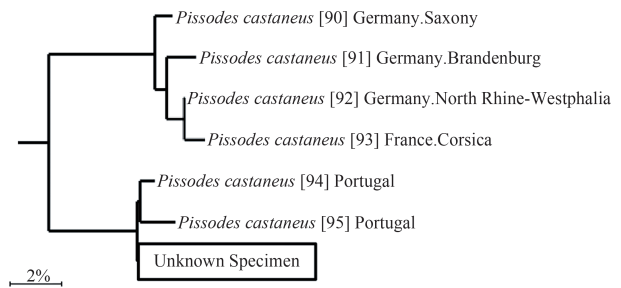 Pissodes castaneus [90] Germany.Saxony
Pissodes castaneus [91] Germany.Brandenburg
Pissodes castaneus [92] Germany.North Rhine-Westphalia
Pissodes castaneus [93] France.Corsica
Pissodes castaneus [94] Portugal
Pissodes castaneus [95] Portugal
Unknown Specimen
2%